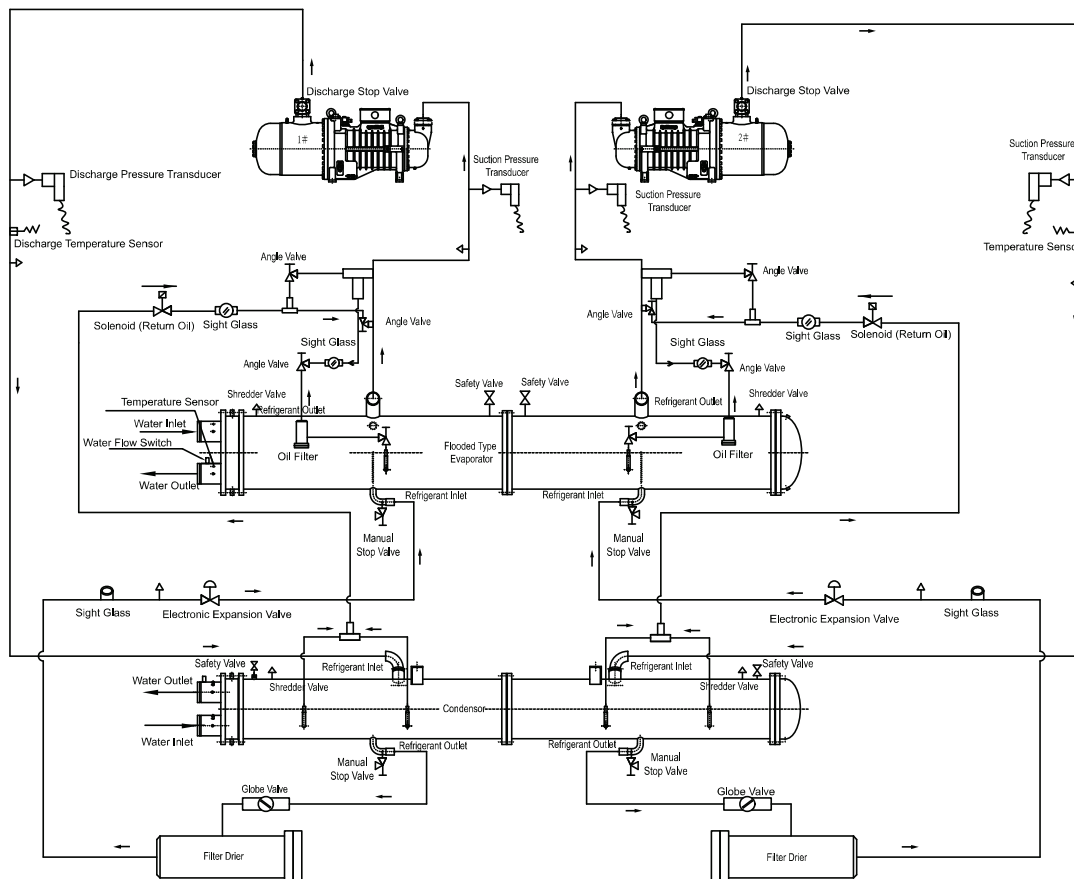 Discharge Stop Valve
Discharge Stop Valve
1#
2#
Suction Pressure
Transducer
Suction Pressure
Transducer
Discharge Pressure Transducer
Suction Pressure
Transducer
Discharge Temperature Sensor
Temperature Sensor
Angle Valve
Angle Valve
Solenoid (Return Oil)
Sight Glass
Angle Valve
Angle Valve
Sight Glass
Solenoid (Return Oil)
Sight Glass
Sight Glass
Angle Valve
Angle Valve
Temperature Sensor
Shredder Valve
Refrigerant Outlet
Safety Valve
Safety Valve
Refrigerant Outlet
Shredder Valve
Water Inlet
Water Flow Switch
Oil Filter
Flooded Type
Evaporator
Oil Filter
Water Outlet
Refrigerant Inlet
Refrigerant Inlet
Manual
Stop Valve
Manual
Stop Valve
Sight Glass
Electronic Expansion Valve
Electronic Expansion Valve
Sight Glass
Safety Valve
Refrigerant Inlet
Refrigerant Inlet
Safety Valve
Water Outlet
Shredder Valve
Shredder Valve
Condensor
Water Inlet
Refrigerant Outlet
Refrigerant Outlet
Manual
Stop Valve
Manual
Stop Valve
Globe Valve
Globe Valve
Filter Drier
Filter Drier